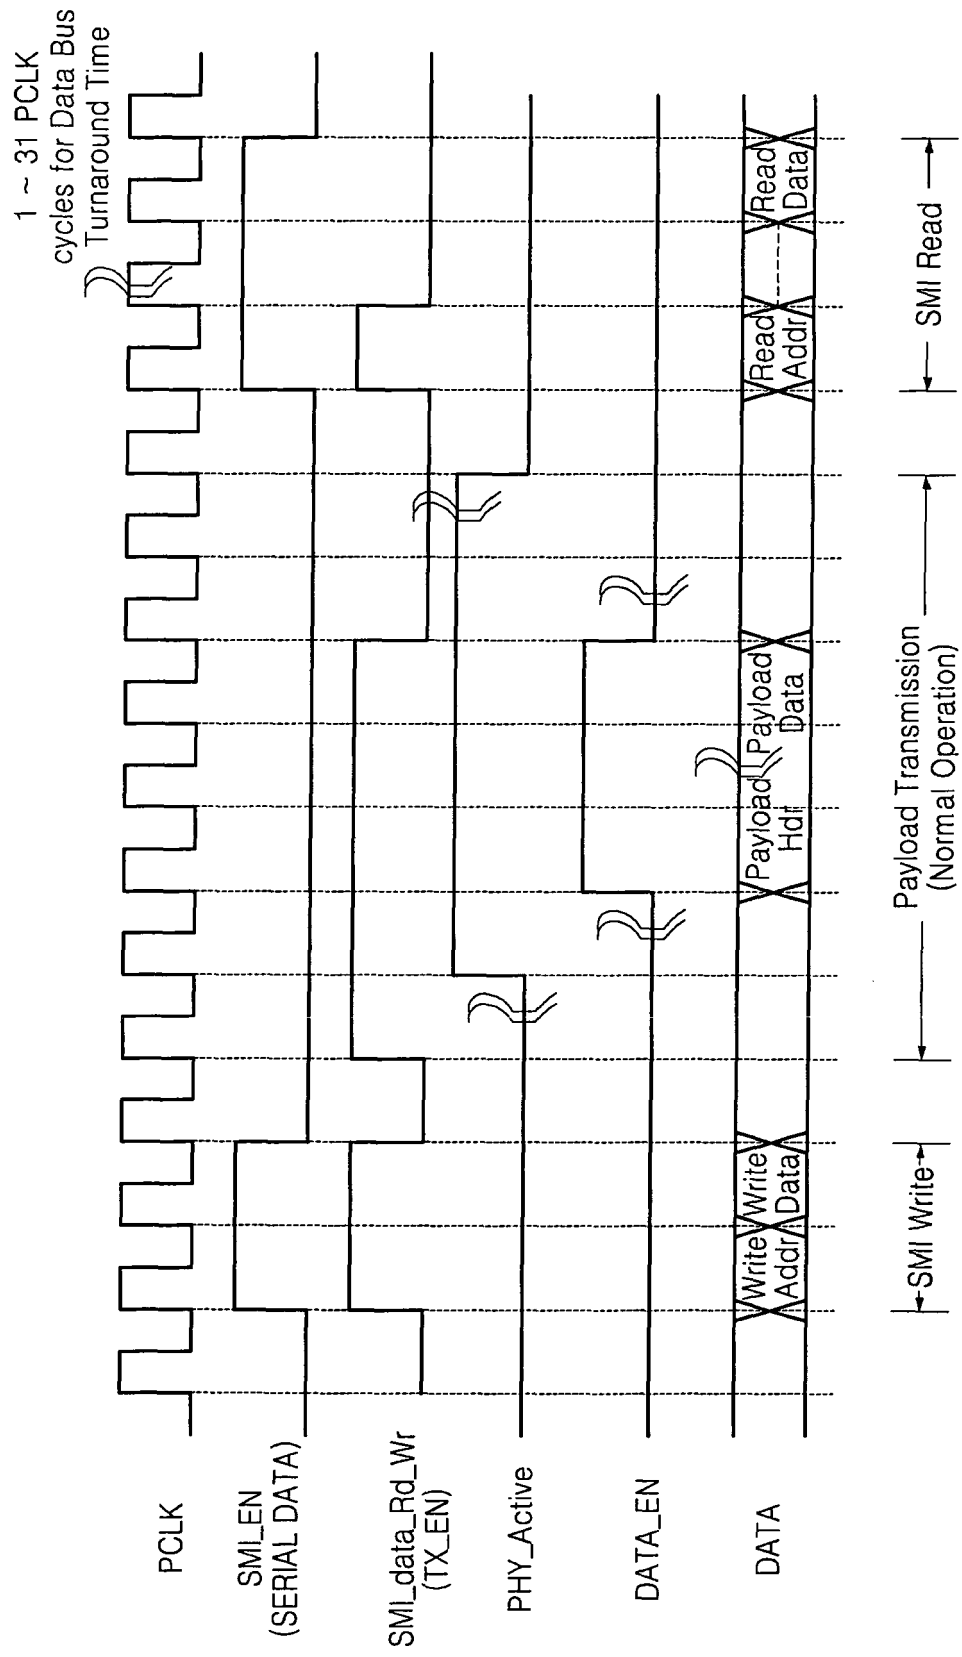 1 ~ 31 PCLK
cycles for Data Bus
Turnaround Time
PCLK
SMI_EN
(SERIAL DATA)
SMI_data_Rd_Wr
(TX_EN)
PHY_Active
DATA_EN
DATA
Write
Addr
Write
Data
Payload
Hdr
Payload
Data
Read
Addr
Read
Data
SMI Write
Payload Transmission
(Normal Operation)
SMI Read